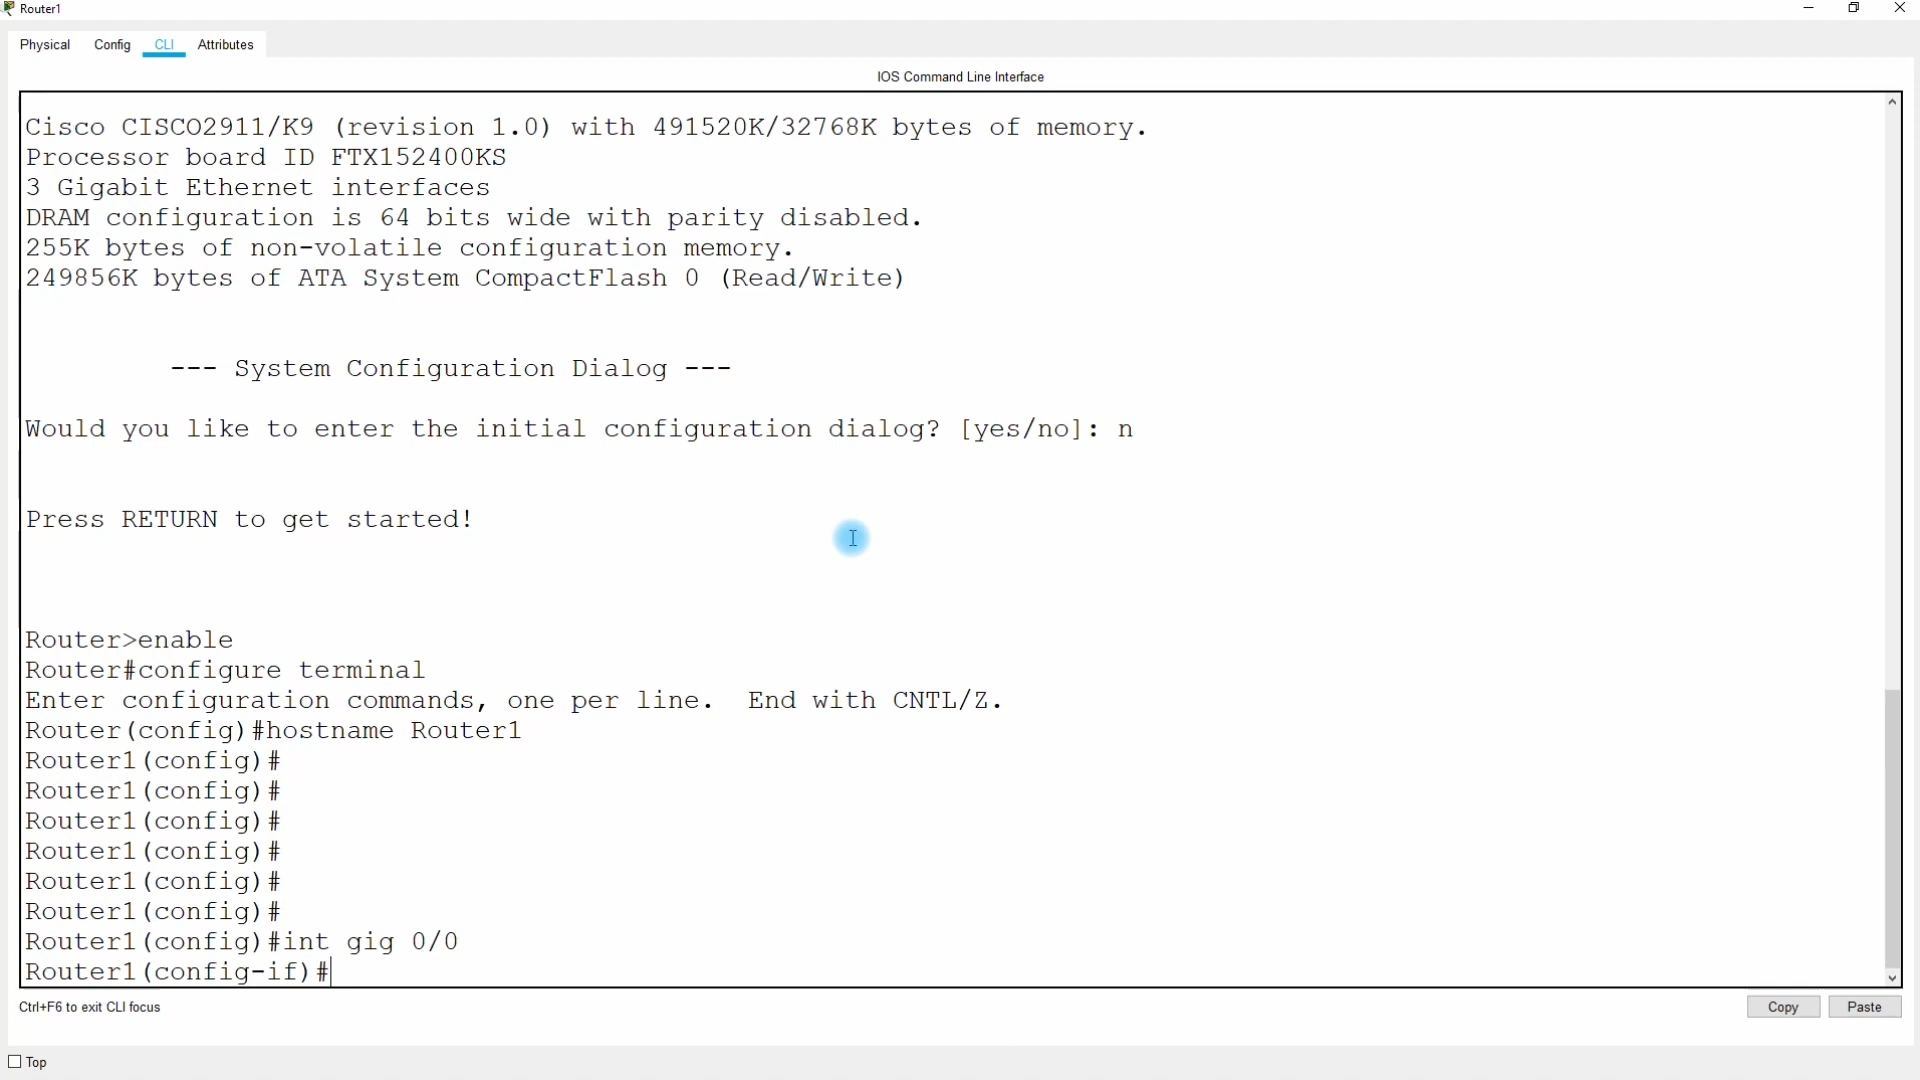 Router1
Physical Config CLI Attributes
IOS Command Line Interface
Cisco CISCO2911/K9 (revision 1.0) with 491520K/32768K bytes of memory.
Processor board ID FTX152400KS
3 Gigabit Ethernet interfaces
DRAM configuration is 64 bits wide with parity disabled.
255K bytes of non-volatile configuration memory.
249856K bytes of ATA System CompactFlash 0 (Read/Write)
--- System Configuration Dialog ---
Would you like to enter the initial configuration dialog? [yes/no]: n
Press RETURN to get started!
Router>enable
Router#configure terminal
Enter configuration commands, one per line.  End with CNTL/Z.
Router(config)#hostname Router1
Router1(config)#
Router1(config)#
Router1(config)#
Router1(config)#
Router1(config)#
Router1(config)#
Router1(config)#int gig 0/0
Router1(config-if)#
Ctrl+F6 to exit CLI focus
Copy Paste
Top